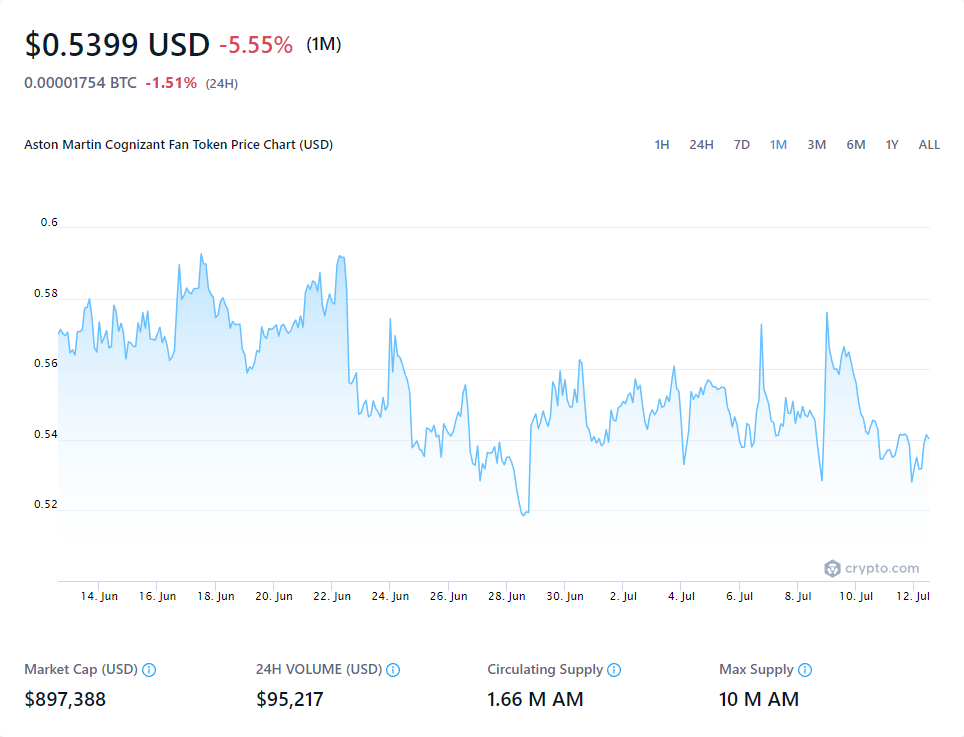 $0.5399 USD -5.55% (1M)
0.00001754 BTC -1.51% (24H)
Aston Martin Cognizant Fan Token Price Chart (USD) 1H 24H 7D 1M 3M 6M 1Y ALL
0.6
0.58
0.56
0.54
0.52
crypto.com
14. Jun 16. Jun 18. Jun 20. Jun 22. Jun 24. Jun 26. Jun 28. Jun 30. Jun 2. Jul 4. Jul 6. Jul 8. Jul 10. Jul 12. Jul
Market Cap (USD) 24H VOLUME (USD) Circulating Supply Max Supply
$897,388 $95,217 1.66 M AM 10 M AM